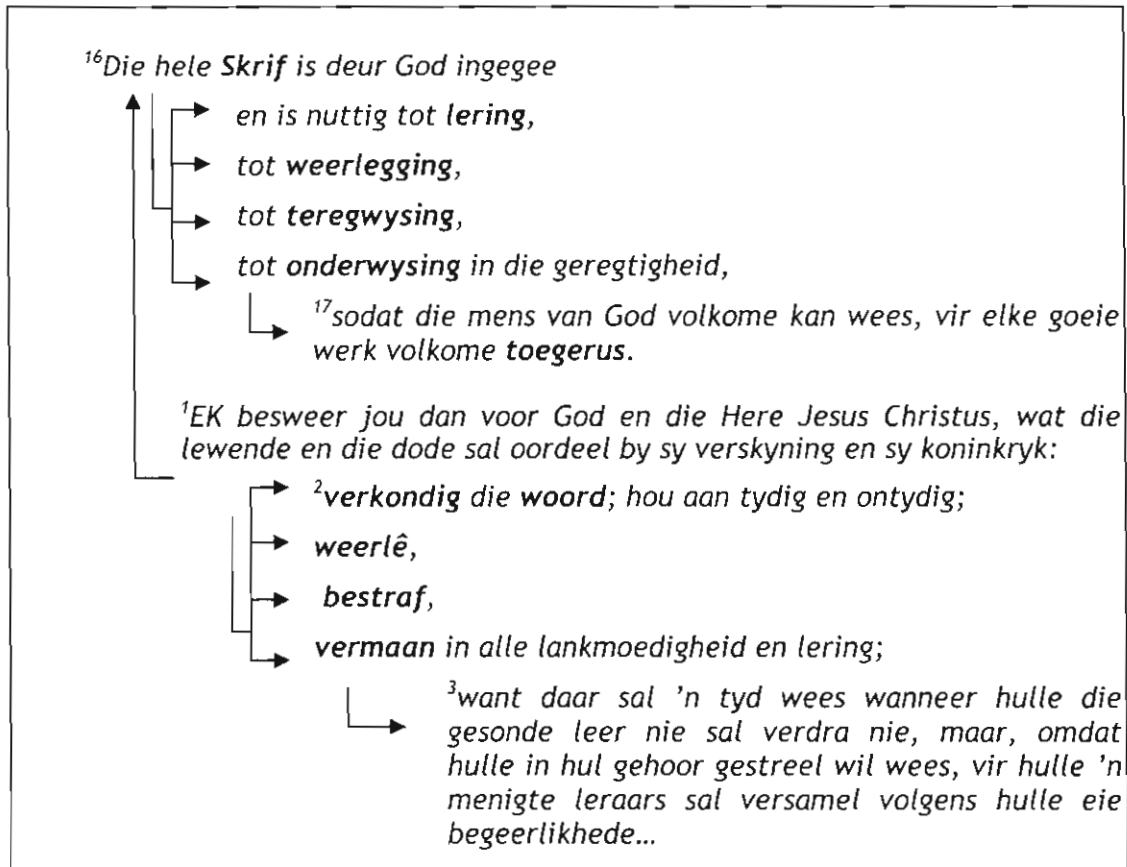 ¹⁶Die hele Skrif is deur God ingegee
en is nuttig tot lering,
tot weerlegging,
tot teregwysing,
tot onderwysing in die geregtigheid,
¹⁷sodat die mens van God volkome kan wees, vir elke goeie
werk volkome toegerus.
¹EK besweer jou dan voor God en die Here Jesus Christus, wat die
lewende en die dode sal oordeel by sy verskyning en sy koninkryk:
²verkondig die woord; hou aan tydig en ontydig;
weerlê,
bestraf,
vermaan in alle lankmoedigheid en lering;
³want daar sal 'n tyd wees wanneer hulle die
gesonde leer nie sal verdra nie, maar, omdat
hulle in hul gehoor gestreel wil wees, vir hulle 'n
menigte leraars sal versamel volgens hulle eie
begeerlikhede...